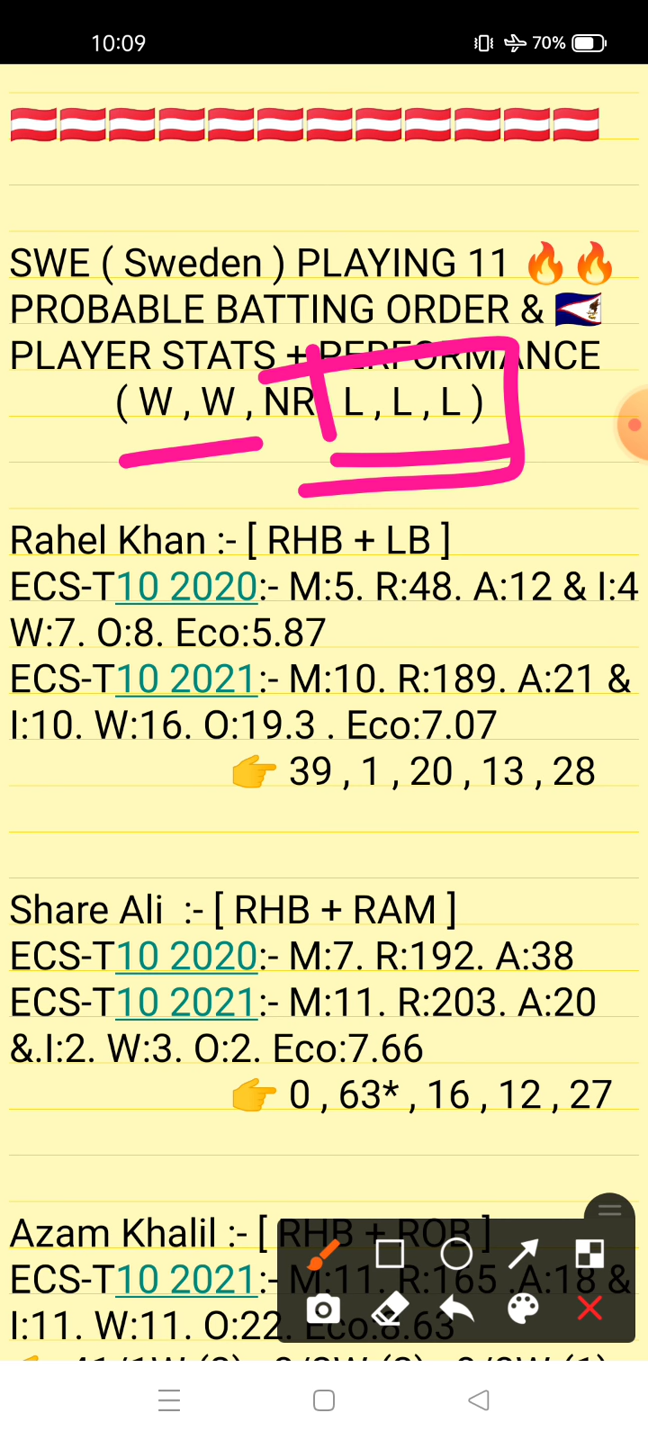 10:09
70%
SWE ( Sweden ) PLAYING 11 🔥🔥
PROBABLE BATTING ORDER & 🇦🇸
PLAYER STATS + PERFORMANCE
( W , W , NR L , L , L )
Rahel Khan :- [ RHB + LB ]
ECS-T10 2020:- M:5. R:48. A:12 & I:4
W:7. O:8. Eco:5.87
ECS-T10 2021:- M:10. R:189. A:21 &
I:10. W:16. O:19.3 . Eco:7.07
👉 39 , 1 , 20 , 13 , 28
Share Ali :- [ RHB + RAM ]
ECS-T10 2020:- M:7. R:192. A:38
ECS-T10 2021:- M:11. R:203. A:20
&.I:2. W:3. O:2. Eco:7.66
👉 0 , 63* , 16 , 12 , 27
Azam Khalil :- [ RHB + ROB ]
ECS-T10 2021:- M:11. R:165 .A:18 &
I:11. W:11. O:22. Eco:8.63